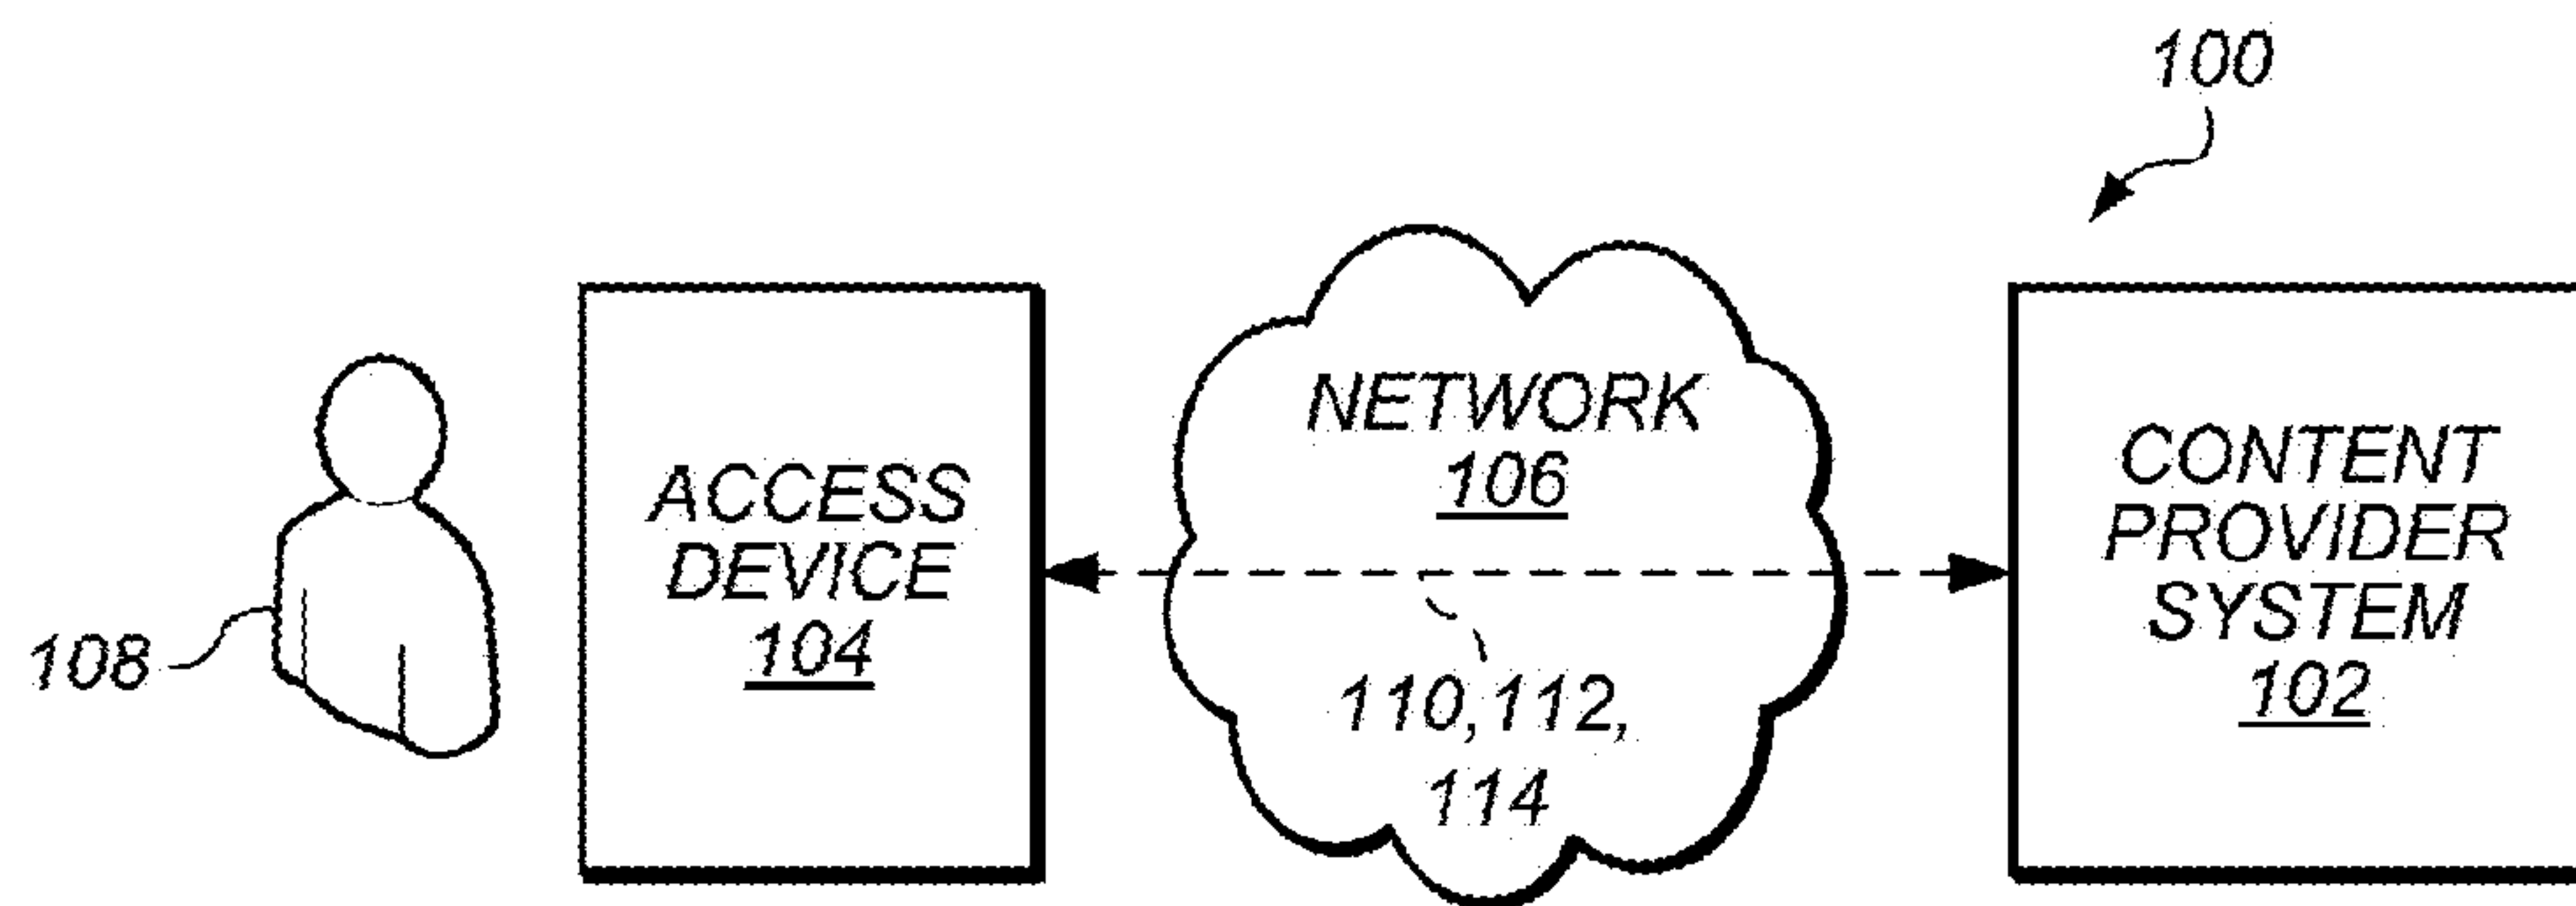 100
NETWORK
106
ACCESS
DEVICE
104
CONTENT
PROVIDER
SYSTEM
102
108
110, 112,
114